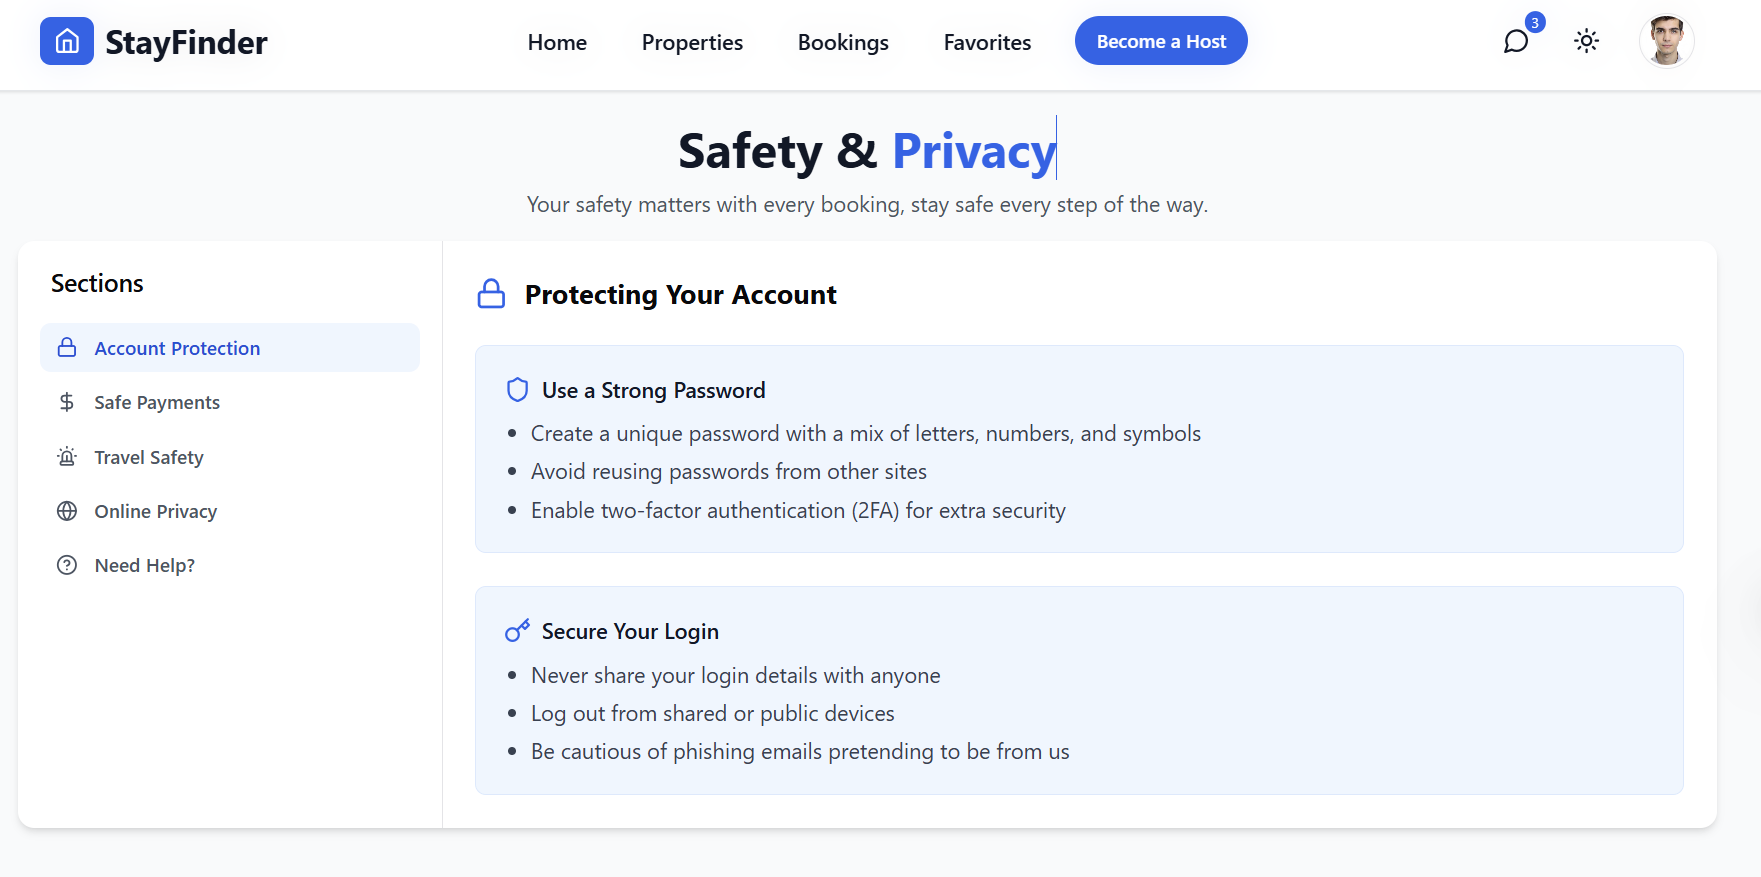 StayFinder
Home
Properties
Bookings
Favorites
Become a Host
3
Safety & Privacy
Your safety matters with every booking, stay safe every step of the way.
Sections
Account Protection
Safe Payments
Travel Safety
Online Privacy
Need Help?
Protecting Your Account
Use a Strong Password
• Create a unique password with a mix of letters, numbers, and symbols
• Avoid reusing passwords from other sites
• Enable two-factor authentication (2FA) for extra security
Secure Your Login
• Never share your login details with anyone
• Log out from shared or public devices
• Be cautious of phishing emails pretending to be from us